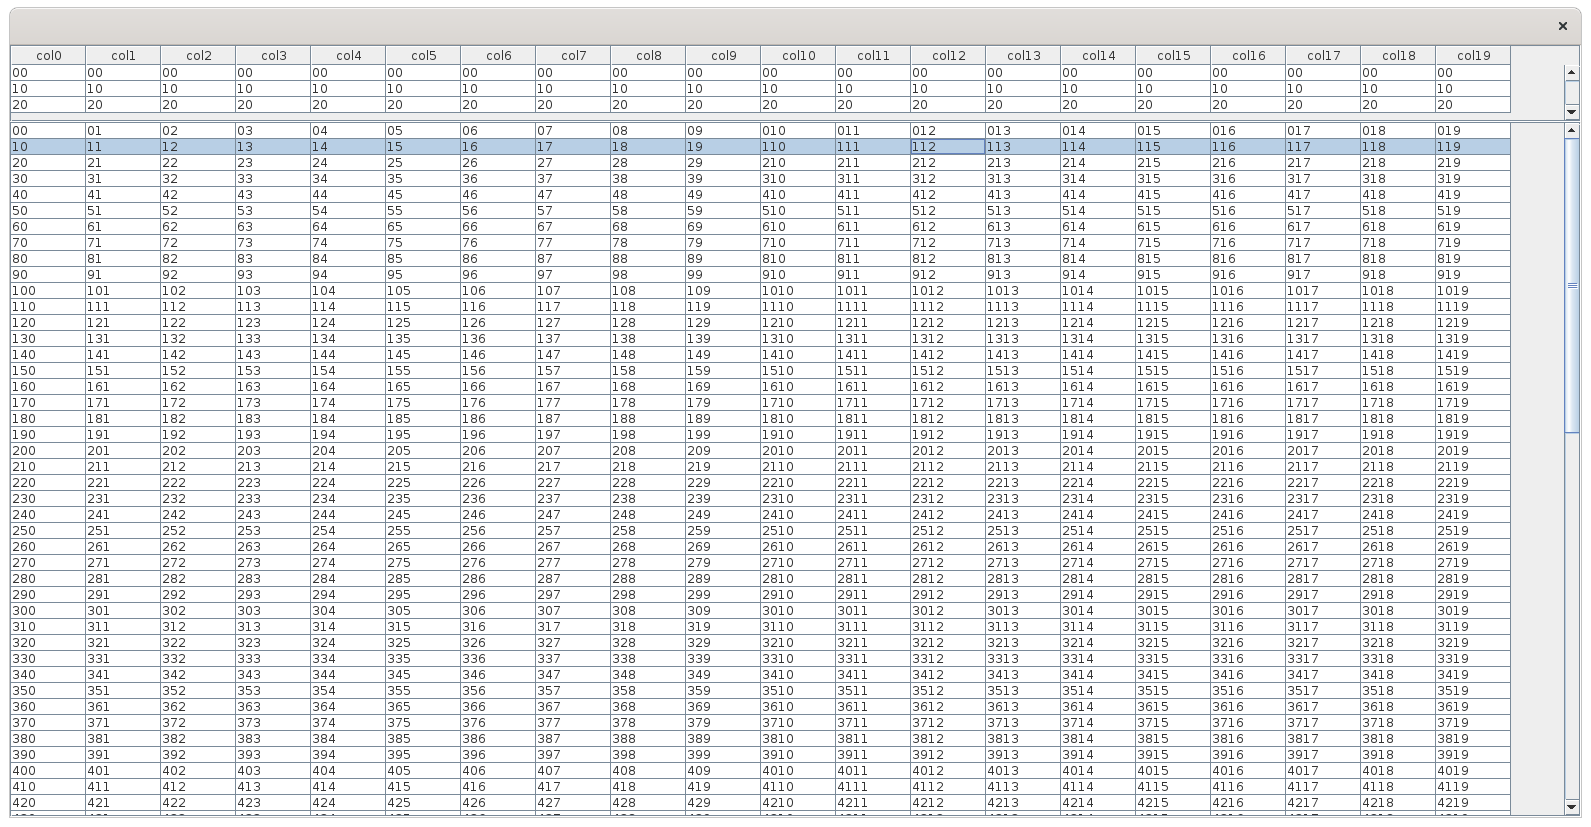 ×
col0 col1 col2 col3 col4 col5 col6 col7 col8 col9 col10 col11 col12 col13 col14 col15 col16 col17 col18 col19
00 00 00 00 00 00 00 00 00 00 00 00 00 00 00 00 00 00 00 00
10 10 10 10 10 10 10 10 10 10 10 10 10 10 10 10 10 10 10 10
20 20 20 20 20 20 20 20 20 20 20 20 20 20 20 20 20 20 20 20
00 01 02 03 04 05 06 07 08 09 010 011 012 013 014 015 016 017 018 019
10 11 12 13 14 15 16 17 18 19 110 111 112 113 114 115 116 117 118 119
20 21 22 23 24 25 26 27 28 29 210 211 212 213 214 215 216 217 218 219
30 31 32 33 34 35 36 37 38 39 310 311 312 313 314 315 316 317 318 319
40 41 42 43 44 45 46 47 48 49 410 411 412 413 414 415 416 417 418 419
50 51 52 53 54 55 56 57 58 59 510 511 512 513 514 515 516 517 518 519
60 61 62 63 64 65 66 67 68 69 610 611 612 613 614 615 616 617 618 619
70 71 72 73 74 75 76 77 78 79 710 711 712 713 714 715 716 717 718 719
80 81 82 83 84 85 86 87 88 89 810 811 812 813 814 815 816 817 818 819
90 91 92 93 94 95 96 97 98 99 910 911 912 913 914 915 916 917 918 919
100 101 102 103 104 105 106 107 108 109 1010 1011 1012 1013 1014 1015 1016 1017 1018 1019
110 111 112 113 114 115 116 117 118 119 1110 1111 1112 1113 1114 1115 1116 1117 1118 1119
120 121 122 123 124 125 126 127 128 129 1210 1211 1212 1213 1214 1215 1216 1217 1218 1219
130 131 132 133 134 135 136 137 138 139 1310 1311 1312 1313 1314 1315 1316 1317 1318 1319
140 141 142 143 144 145 146 147 148 149 1410 1411 1412 1413 1414 1415 1416 1417 1418 1419
150 151 152 153 154 155 156 157 158 159 1510 1511 1512 1513 1514 1515 1516 1517 1518 1519
160 161 162 163 164 165 166 167 168 169 1610 1611 1612 1613 1614 1615 1616 1617 1618 1619
170 171 172 173 174 175 176 177 178 179 1710 1711 1712 1713 1714 1715 1716 1717 1718 1719
180 181 182 183 184 185 186 187 188 189 1810 1811 1812 1813 1814 1815 1816 1817 1818 1819
190 191 192 193 194 195 196 197 198 199 1910 1911 1912 1913 1914 1915 1916 1917 1918 1919
200 201 202 203 204 205 206 207 208 209 2010 2011 2012 2013 2014 2015 2016 2017 2018 2019
210 211 212 213 214 215 216 217 218 219 2110 2111 2112 2113 2114 2115 2116 2117 2118 2119
220 221 222 223 224 225 226 227 228 229 2210 2211 2212 2213 2214 2215 2216 2217 2218 2219
230 231 232 233 234 235 236 237 238 239 2310 2311 2312 2313 2314 2315 2316 2317 2318 2319
240 241 242 243 244 245 246 247 248 249 2410 2411 2412 2413 2414 2415 2416 2417 2418 2419
250 251 252 253 254 255 256 257 258 259 2510 2511 2512 2513 2514 2515 2516 2517 2518 2519
260 261 262 263 264 265 266 267 268 269 2610 2611 2612 2613 2614 2615 2616 2617 2618 2619
270 271 272 273 274 275 276 277 278 279 2710 2711 2712 2713 2714 2715 2716 2717 2718 2719
280 281 282 283 284 285 286 287 288 289 2810 2811 2812 2813 2814 2815 2816 2817 2818 2819
290 291 292 293 294 295 296 297 298 299 2910 2911 2912 2913 2914 2915 2916 2917 2918 2919
300 301 302 303 304 305 306 307 308 309 3010 3011 3012 3013 3014 3015 3016 3017 3018 3019
310 311 312 313 314 315 316 317 318 319 3110 3111 3112 3113 3114 3115 3116 3117 3118 3119
320 321 322 323 324 325 326 327 328 329 3210 3211 3212 3213 3214 3215 3216 3217 3218 3219
330 331 332 333 334 335 336 337 338 339 3310 3311 3312 3313 3314 3315 3316 3317 3318 3319
340 341 342 343 344 345 346 347 348 349 3410 3411 3412 3413 3414 3415 3416 3417 3418 3419
350 351 352 353 354 355 356 357 358 359 3510 3511 3512 3513 3514 3515 3516 3517 3518 3519
360 361 362 363 364 365 366 367 368 369 3610 3611 3612 3613 3614 3615 3616 3617 3618 3619
370 371 372 373 374 375 376 377 378 379 3710 3711 3712 3713 3714 3715 3716 3717 3718 3719
380 381 382 383 384 385 386 387 388 389 3810 3811 3812 3813 3814 3815 3816 3817 3818 3819
390 391 392 393 394 395 396 397 398 399 3910 3911 3912 3913 3914 3915 3916 3917 3918 3919
400 401 402 403 404 405 406 407 408 409 4010 4011 4012 4013 4014 4015 4016 4017 4018 4019
410 411 412 413 414 415 416 417 418 419 4110 4111 4112 4113 4114 4115 4116 4117 4118 4119
420 421 422 423 424 425 426 427 428 429 4210 4211 4212 4213 4214 4215 4216 4217 4218 4219